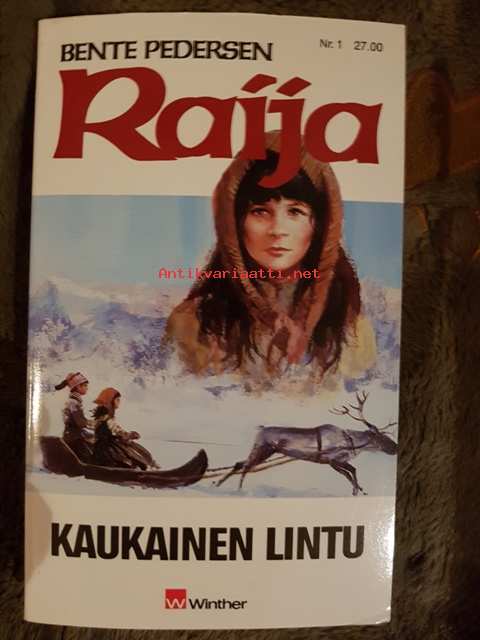 BENTE PEDERSEN
Nr. 1 27.00
Raija
Antikvariaatti.net
KAUKAINEN LINTU
W Winther